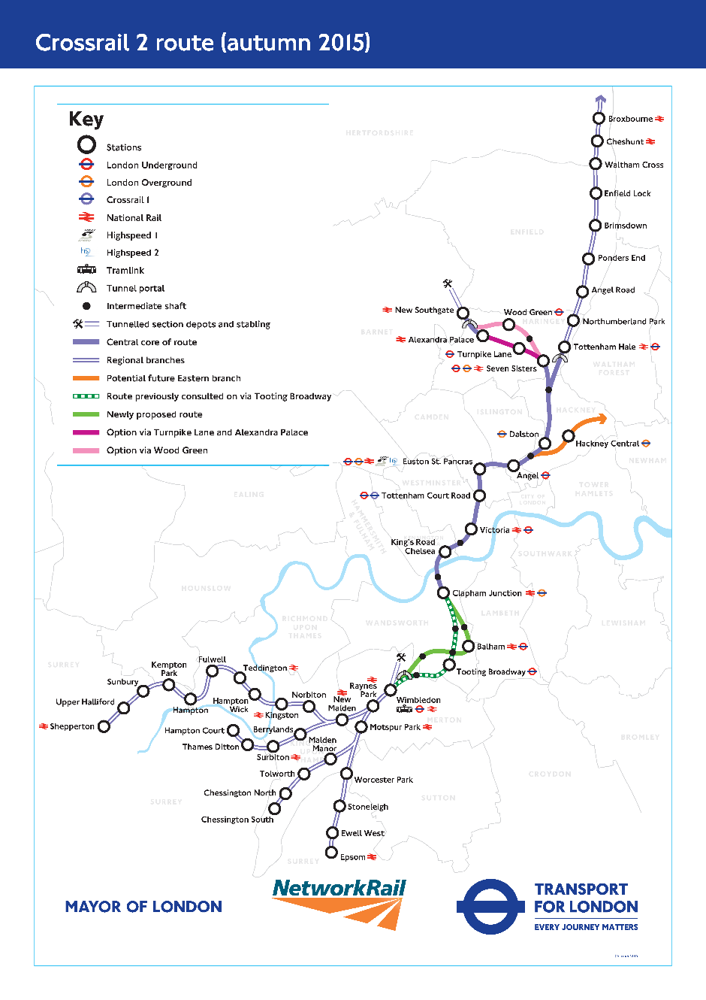 Crossrail 2 route (autumn 2015)
Key
Stations
London Underground
London Overground
Crossrail 1
National Rail
Highspeed 1
hs2
Highspeed 2
Tramlink
Tunnel portal
Intermediate shaft
Tunnelled section depots and stabling
Central core of route
Regional branches
Potential future Eastern branch
Route previously consulted on via Tooting Broadway
Newly proposed route
Option via Turnpike Lane and Alexandra Palace
Option via Wood Green
HERTFORDSHIRE
Broxbourne
Cheshunt
Waltham Cross
Enfield Lock
Brimsdown
ENFIELD
Ponders End
Angel Road
New Southgate
Wood Green
HARINGEY
Northumberland Park
BARNET
Alexandra Palace
Tottenham Hale
Turnpike Lane
Seven Sisters
WALTHAM
FOREST
CAMDEN
ISLINGTON
HACKNEY
Dalston
Hackney Central
NEWHAM
Euston St. Pancras
Angel
WESTMINSTER
TOWER
HAMLETS
CITY OF
LONDON
Tottenham Court Road
EALING
HAMMERSMITH
& FULHAM
Victoria
King's Road
Chelsea
SOUTHWARK
HOUNSLOW
Clapham Junction
LAMBETH
RICHMOND
UPON
THAMES
WANDSWORTH
LEWISHAM
Balham
Tooting Broadway
SURREY
Kempton
Park
Fulwell
Teddington
Sunbury
Upper Halliford
Shepperton
Hampton
Hampton
Wick
Kingston
Norbiton
New
Malden
Raynes
Park
Wimbledon
MERTON
Hampton Court
Berrylands
Motspur Park
Thames Ditton
Surbiton
Malden
Manor
BROMLEY
Tolworth
Worcester Park
CROYDON
Chessington North
SURREY
Chessington South
Stoneleigh
SUTTON
Ewell West
Epsom
SURREY
MAYOR OF LONDON
NetworkRail
TRANSPORT
FOR LONDON
EVERY JOURNEY MATTERS